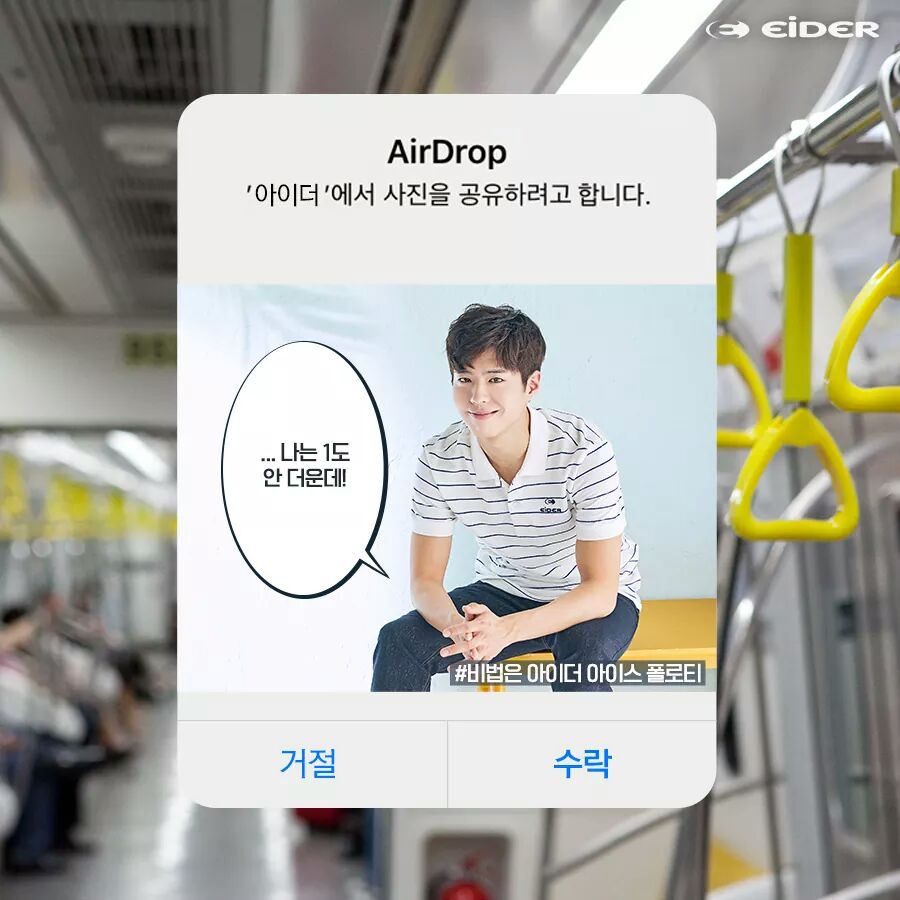 EiDER
AirDrop
'아이더'에서 사진을 공유하려고 합니다.
... 나는 1도
안 더운데!
EiDER
#비법은 아이더 아이스 폴로티
거절
수락